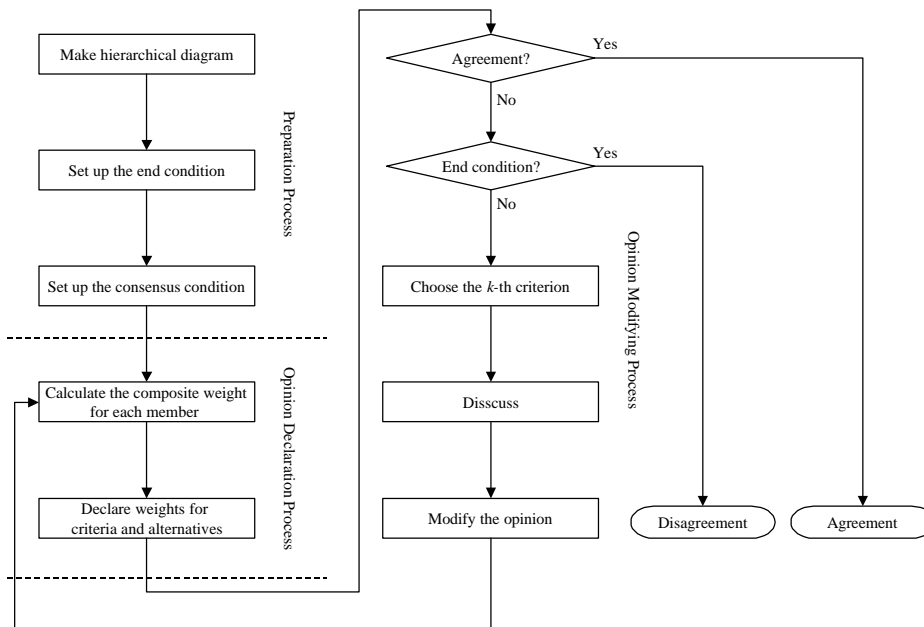 Make hierarchical diagram
Set up the end condition
Set up the consensus condition
Preparation Process
Calculate the composite weight
for each member
Declare weights for
criteria and alternatives
Opinion Declaration Process
Agreement?
Yes
No
End condition?
Yes
No
Choose the k-th criterion
Disscuss
Modify the opinion
Opinion Modifying Process
Disagreement
Agreement